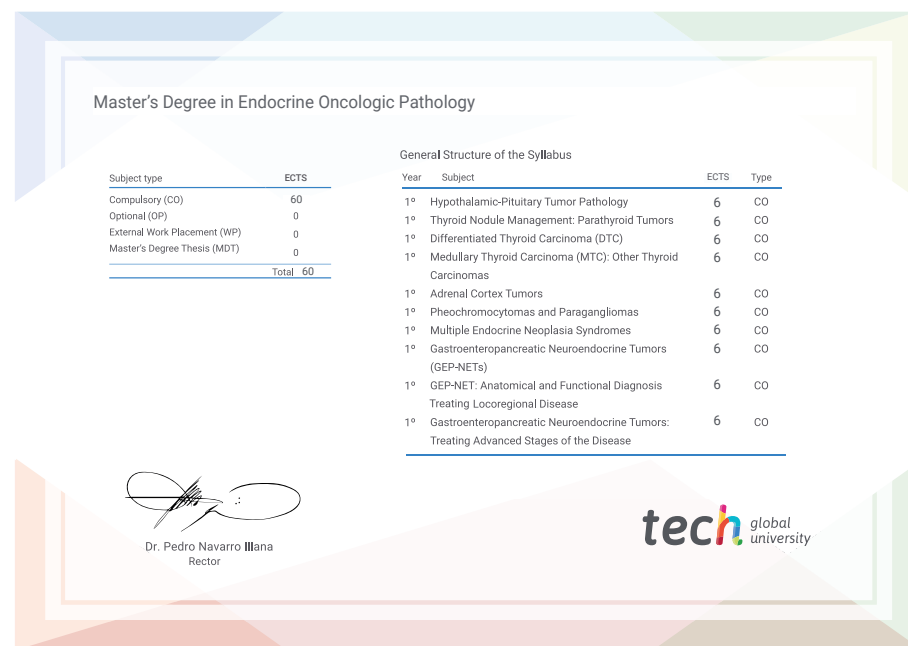 Master's Degree in Endocrine Oncologic Pathology
Subject type ECTS
Compulsory (CO) 60
Optional (OP) 0
External Work Placement (WP) 0
Master's Degree Thesis (MDT) 0
Total 60
General Structure of the Syllabus
Year Subject ECTS Type
1º Hypothalamic-Pituitary Tumor Pathology 6 CO
1º Thyroid Nodule Management: Parathyroid Tumors 6 CO
1º Differentiated Thyroid Carcinoma (DTC) 6 CO
1º Medullary Thyroid Carcinoma (MTC): Other Thyroid 6 CO
Carcinomas
1º Adrenal Cortex Tumors 6 CO
1º Pheochromocytomas and Paragangliomas 6 CO
1º Multiple Endocrine Neoplasia Syndromes 6 CO
1º Gastroenteropancreatic Neuroendocrine Tumors 6 CO
(GEP-NETs)
1º GEP-NET: Anatomical and Functional Diagnosis 6 CO
Treating Locoregional Disease
1º Gastroenteropancreatic Neuroendocrine Tumors: 6 CO
Treating Advanced Stages of the Disease
Dr. Pedro Navarro Illana
Rector
tech global
university